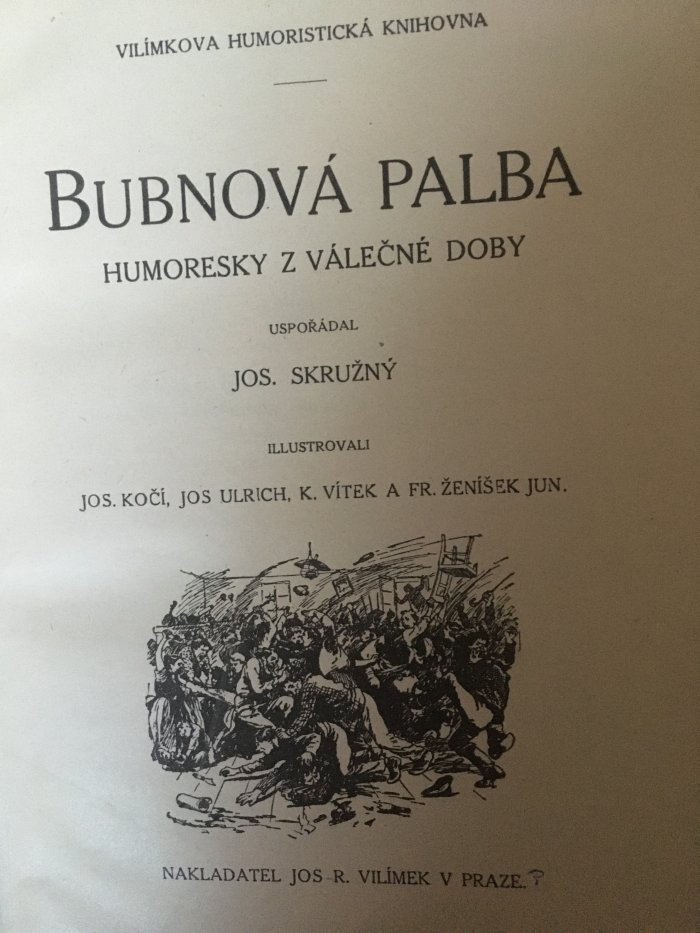 VILÍMKOVA HUMORISTICKÁ KNIHOVNA
BUBNOVÁ PALBA
HUMORESKY Z VÁLEČNÉ DOBY
USPOŘÁDAL
JOS. SKRUŽNÝ
ILLUSTROVALI
JOS. KOČÍ, JOS ULRICH, K. VÍTEK A FR. ŽENÍŠEK JUN.
NAKLADATEL JOS R. VILÍMEK V PRAZE.